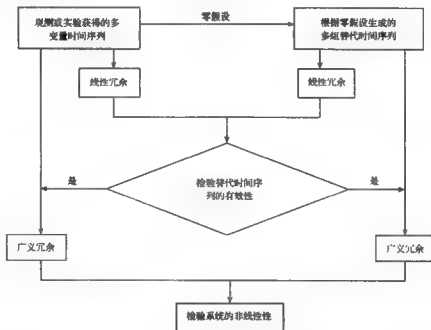 观测或实验获得的多
变量时间序列
零假设
根据零假设生成的
多组替代时间序列
线性冗余
线性冗余
检验替代时间序
列的有效性
是
是
广义冗余
广义冗余
检验系统的非线性性